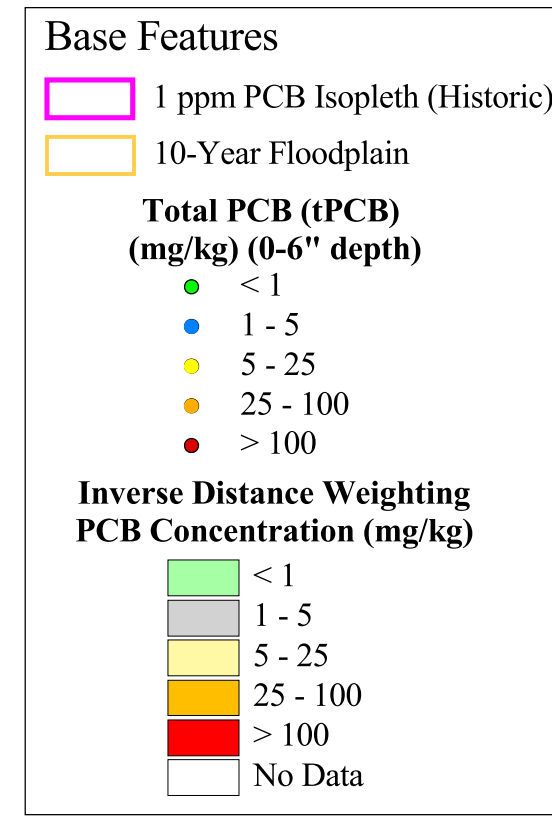 Base Features
1 ppm PCB Isopleth (Historic)
10-Year Floodplain
Total PCB (tPCB)
(mg/kg) (0-6" depth)
< 1
1 - 5
5 - 25
25 - 100
> 100
Inverse Distance Weighting
PCB Concentration (mg/kg)
< 1
1 - 5
5 - 25
25 - 100
> 100
No Data